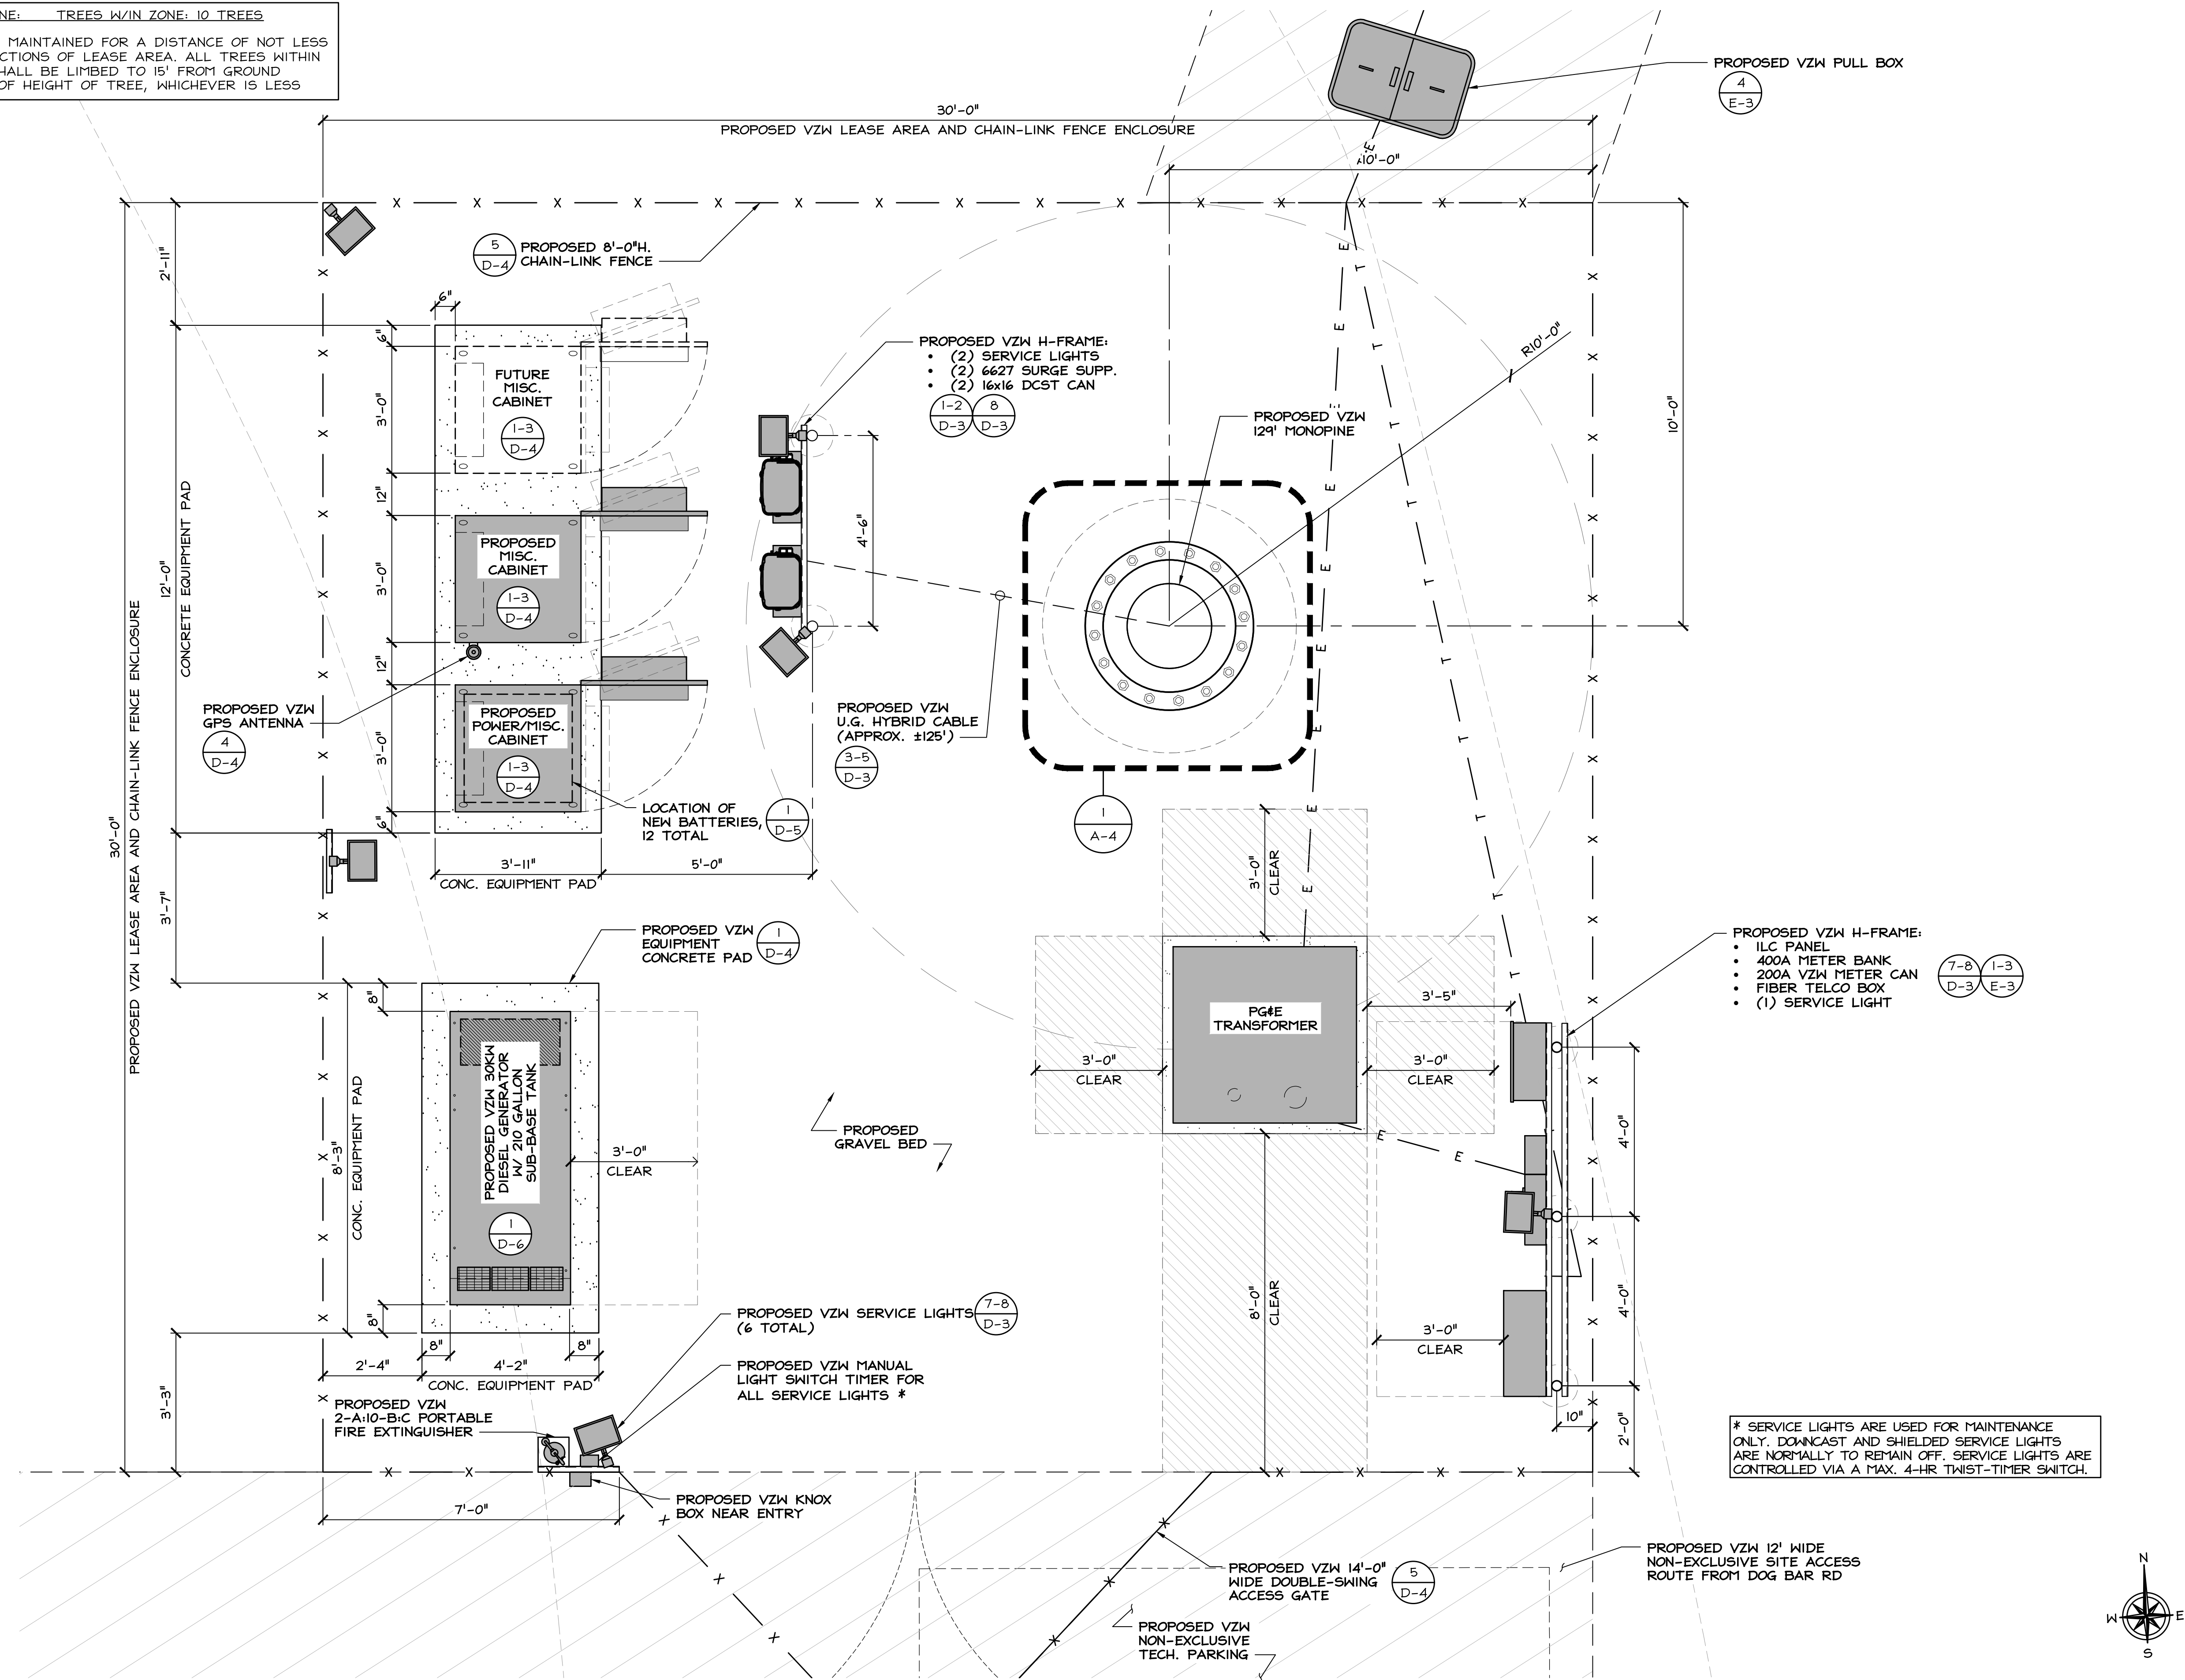 NE: TREES W/IN ZONE: 10 TREES
MAINTAINED FOR A DISTANCE OF NOT LESS
CTIONS OF LEASE AREA. ALL TREES WITHIN
HALL BE LIMBED TO 15' FROM GROUND
OF HEIGHT OF TREE, WHICHEVER IS LESS
PROPOSED VZW PULL BOX
4
E-3
30'-0"
PROPOSED VZW LEASE AREA AND CHAIN-LINK FENCE ENCLOSURE
10'-0"
5
D-4
PROPOSED 8'-0"H.
CHAIN-LINK FENCE
2'-11"
6"
6"
FUTURE
MISC.
CABINET
1-3
D-4
3'-0"
12"
PROPOSED
MISC.
CABINET
1-3
D-4
3'-0"
12"
PROPOSED
POWER/MISC.
CABINET
1-3
D-4
3'-0"
6"
12'-0"
CONCRETE EQUIPMENT PAD
30'-0"
PROPOSED VZW LEASE AREA AND CHAIN-LINK FENCE ENCLOSURE
PROPOSED VZW
GPS ANTENNA
4
D-4
PROPOSED VZW H-FRAME:
• (2) SERVICE LIGHTS
• (2) 6627 SURGE SUPP.
• (2) 16x16 DCST CAN
1-2
D-3
8
D-3
4'-6"
PROPOSED VZW
129' MONOPINE
R10'-0"
10'-0"
PROPOSED VZW
U.G. HYBRID CABLE
(APPROX. ±125')
3-5
D-3
LOCATION OF
NEW BATTERIES,
12 TOTAL
1
D-5
1
A-4
3'-11"
CONC. EQUIPMENT PAD
5'-0"
3'-7"
PROPOSED VZW
EQUIPMENT
CONCRETE PAD
1
D-4
3'-0"
CLEAR
PG&E
TRANSFORMER
3'-5"
3'-0"
CLEAR
3'-0"
CLEAR
8'-0"
CLEAR
PROPOSED VZW H-FRAME:
• ILC PANEL
• 400A METER BANK
• 200A VZW METER CAN
• FIBER TELCO BOX
• (1) SERVICE LIGHT
7-8
D-3
1-3
E-3
8"
8'-3"
CONC. EQUIPMENT PAD
PROPOSED VZW 30KW
DIESEL GENERATOR
W/ 210 GALLON
SUB-BASE TANK
1
D-6
3'-0"
CLEAR
PROPOSED
GRAVEL BED
4'-0"
4'-0"
3'-0"
CLEAR
10"
2'-0"
8"
8"
8"
2'-4"
4'-2"
CONC. EQUIPMENT PAD
3'-3"
PROPOSED VZW SERVICE LIGHTS
(6 TOTAL)
7-8
D-3
PROPOSED VZW MANUAL
LIGHT SWITCH TIMER FOR
ALL SERVICE LIGHTS *
PROPOSED VZW
2-A:10-B:C PORTABLE
FIRE EXTINGUISHER
7'-0"
PROPOSED VZW KNOX
BOX NEAR ENTRY
* SERVICE LIGHTS ARE USED FOR MAINTENANCE
ONLY. DOWNCAST AND SHIELDED SERVICE LIGHTS
ARE NORMALLY TO REMAIN OFF. SERVICE LIGHTS ARE
CONTROLLED VIA A MAX. 4-HR TWIST-TIMER SWITCH.
PROPOSED VZW 14'-0"
WIDE DOUBLE-SWING
ACCESS GATE
5
D-4
PROPOSED VZW
NON-EXCLUSIVE
TECH. PARKING
PROPOSED VZW 12' WIDE
NON-EXCLUSIVE SITE ACCESS
ROUTE FROM DOG BAR RD
N
W
E
S